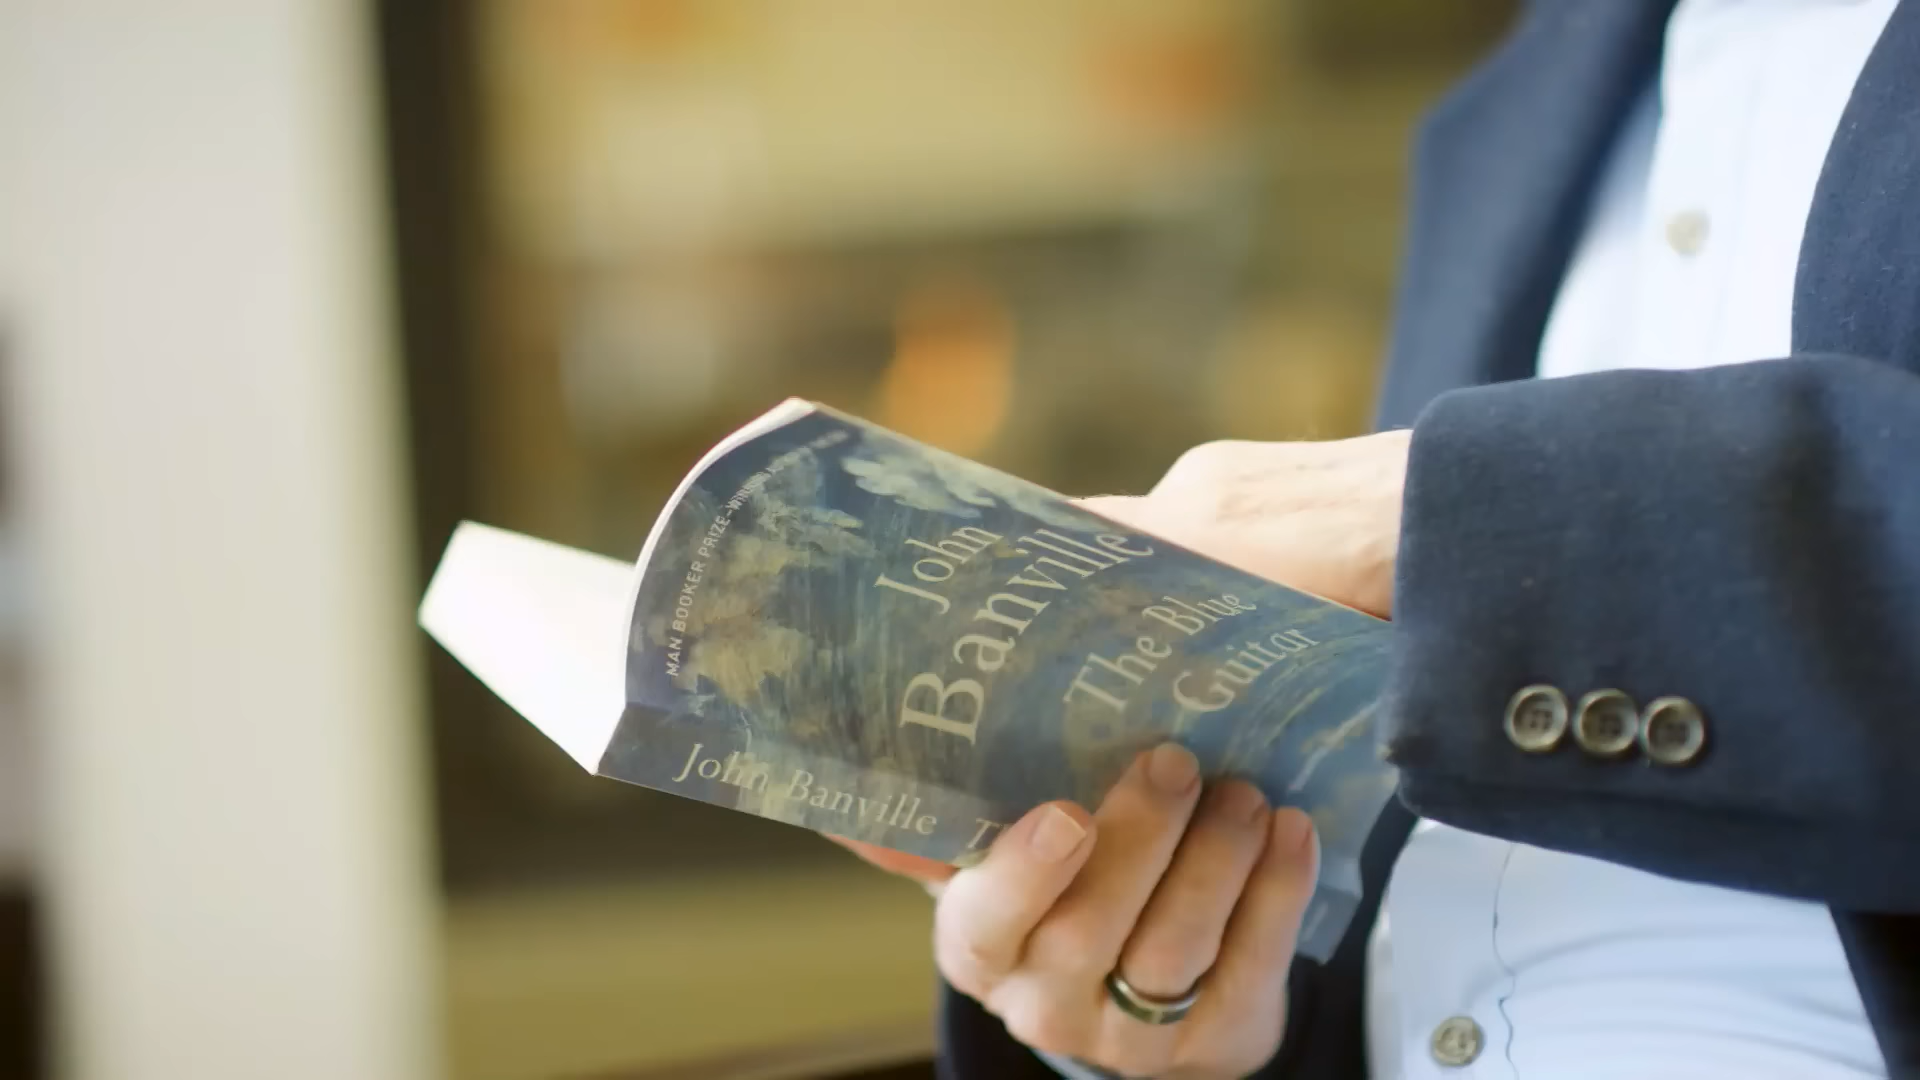 MAN BOOKER PRIZE-WINNING
John
Banville
The Blue
Guitar
John Banville